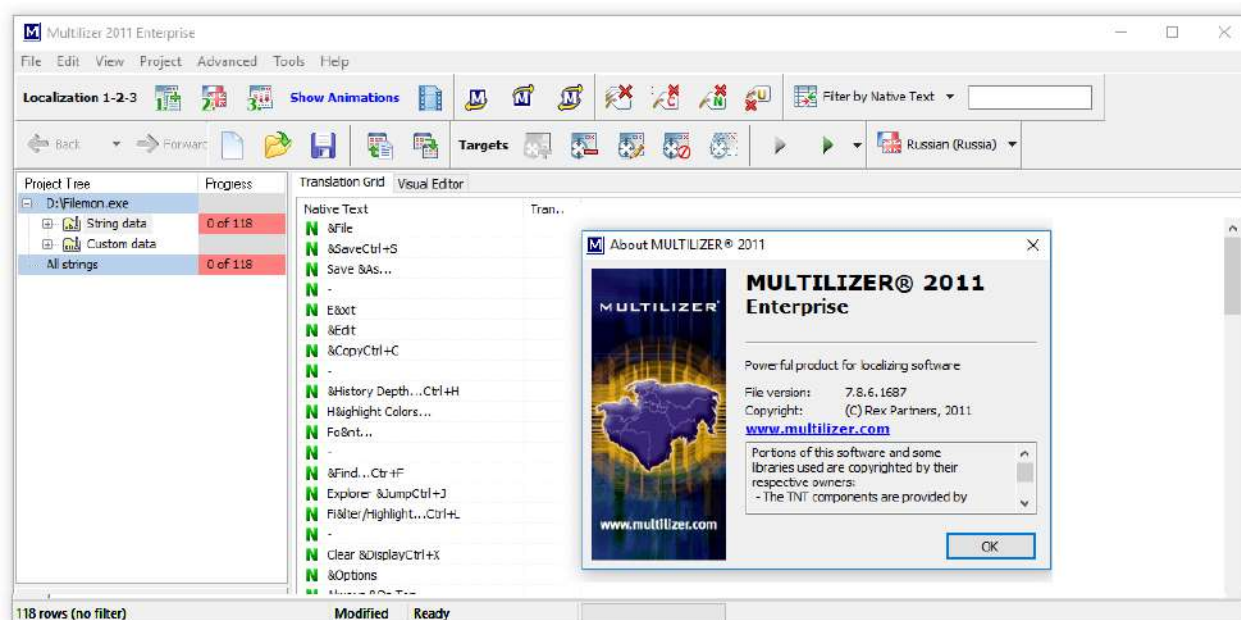 Multilizer 2011 Enterprise
File Edit View Project Advanced Tools Help
Localization 1-2-3 Show Animations Filter by Native Text
Back Forward Targets Russian (Russia)
Project Tree Progress
D:\Filemon.exe
String data 0 of 118
Custom data
All strings 0 of 118
Translation Grid Visual Editor
Native Text Tran..
N &File
N &SaveCtrl+S
N Save &As...
N -
N E&xit
N &Edit
N &CopyCtrl+C
N -
N &History Depth...Ctrl+H
N H&ighlight Colors...
N Fo&nt...
N -
N &Find...Ctrl+F
N Explorer &JumpCtrl+J
N Fi&lter/Highlight...Ctrl+L
N -
N Clear &DisplayCtrl+X
N &Options
About MULTILIZER® 2011
MULTILIZER®
www.multilizer.com
MULTILIZER® 2011
Enterprise
Powerful product for localizing software
File version: 7.8.6.1687
Copyright: (C) Rex Partners, 2011
www.multilizer.com
Portions of this software and some
libraries used are copyrighted by their
respective owners:
- The TNT components are provided by
OK
118 rows (no filter) Modified Ready